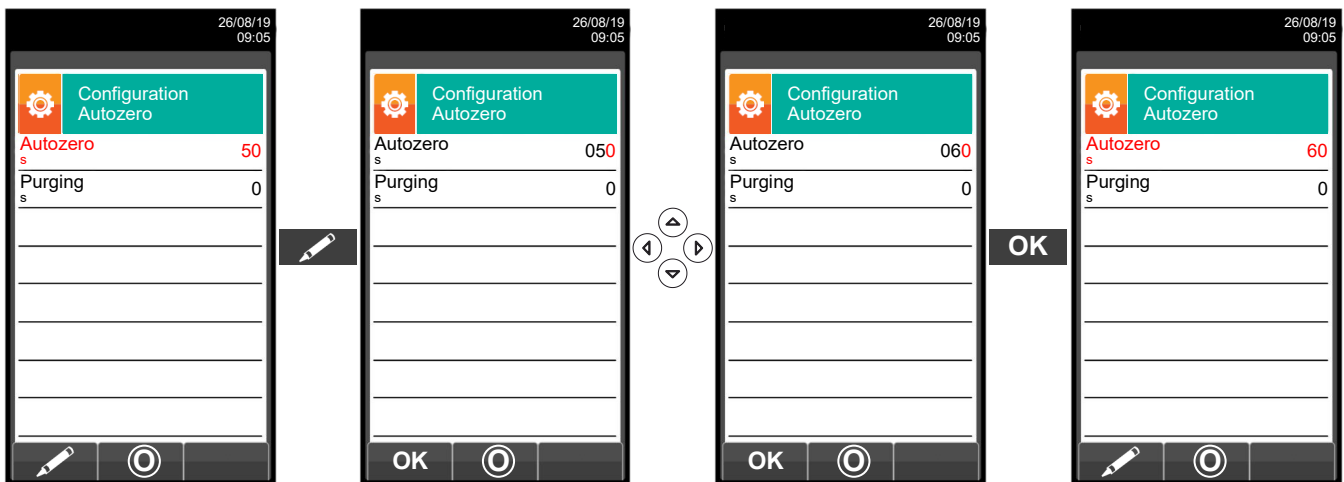 26/08/19
09:05
Configuration
Autozero
Autozero
s
50
Purging
s
0
26/08/19
09:05
Configuration
Autozero
Autozero
s
050
Purging
s
0
OK
26/08/19
09:05
Configuration
Autozero
Autozero
s
060
Purging
s
0
OK
OK
26/08/19
09:05
Configuration
Autozero
Autozero
s
60
Purging
s
0